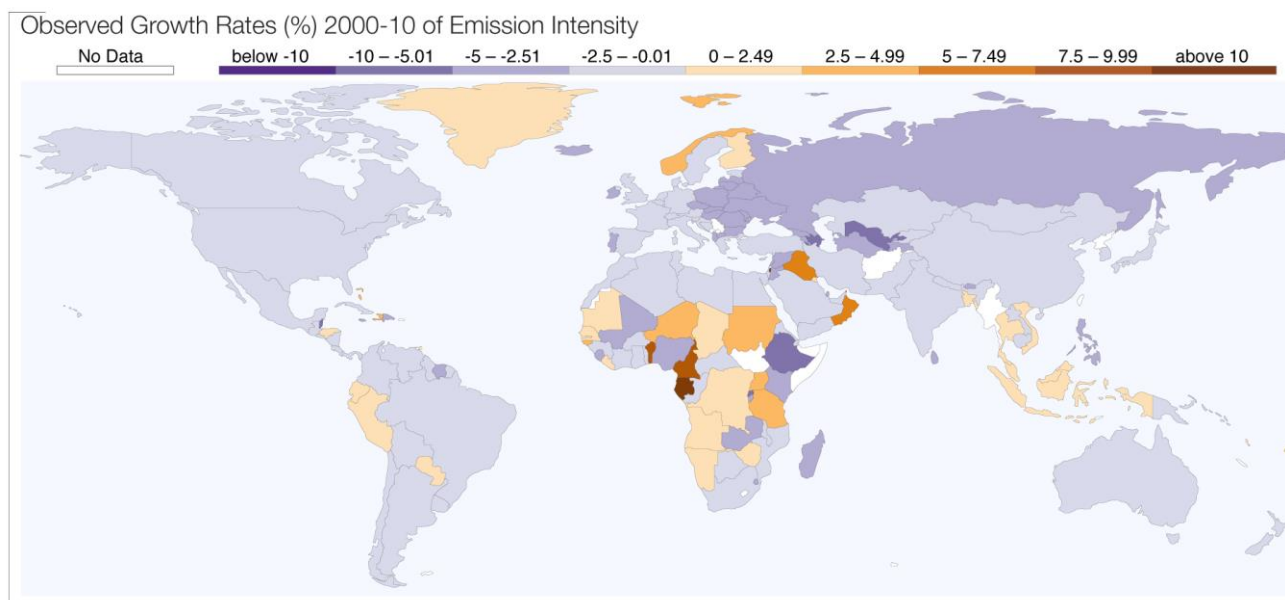 Observed Growth Rates (%) 2000-10 of Emission Intensity
No Data below -10 -10 – -5.01 -5 – -2.51 -2.5 – -0.01 0 – 2.49 2.5 – 4.99 5 – 7.49 7.5 – 9.99 above 10